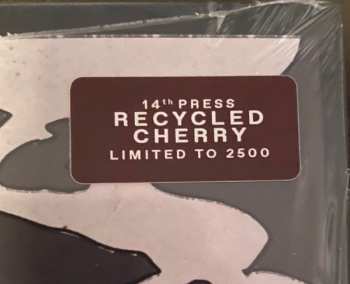 14th PRESS
RECYCLED
CHERRY
LIMITED TO 2500